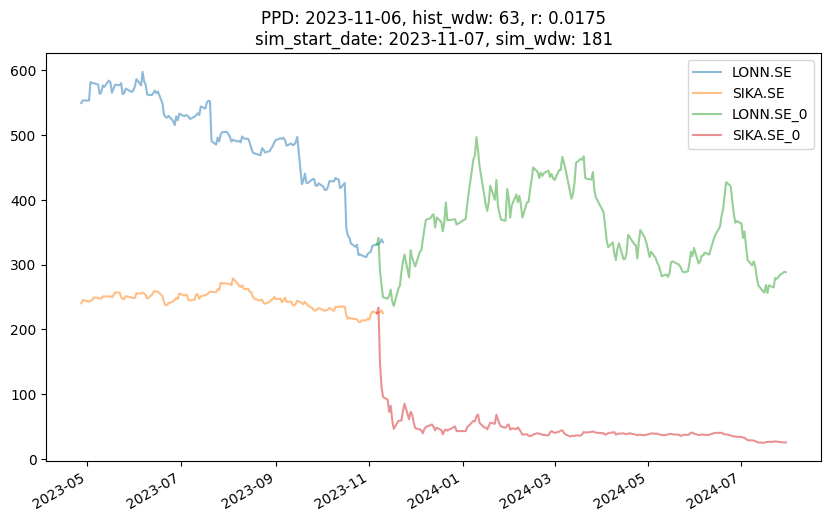 PPD: 2023-11-06, hist_wdw: 63, r: 0.0175
sim_start_date: 2023-11-07, sim_wdw: 181
LONN.SE
SIKA.SE
LONN.SE_0
SIKA.SE_0
600
500
400
300
200
100
0
2023-05
2023-07
2023-09
2023-11
2024-01
2024-03
2024-05
2024-07